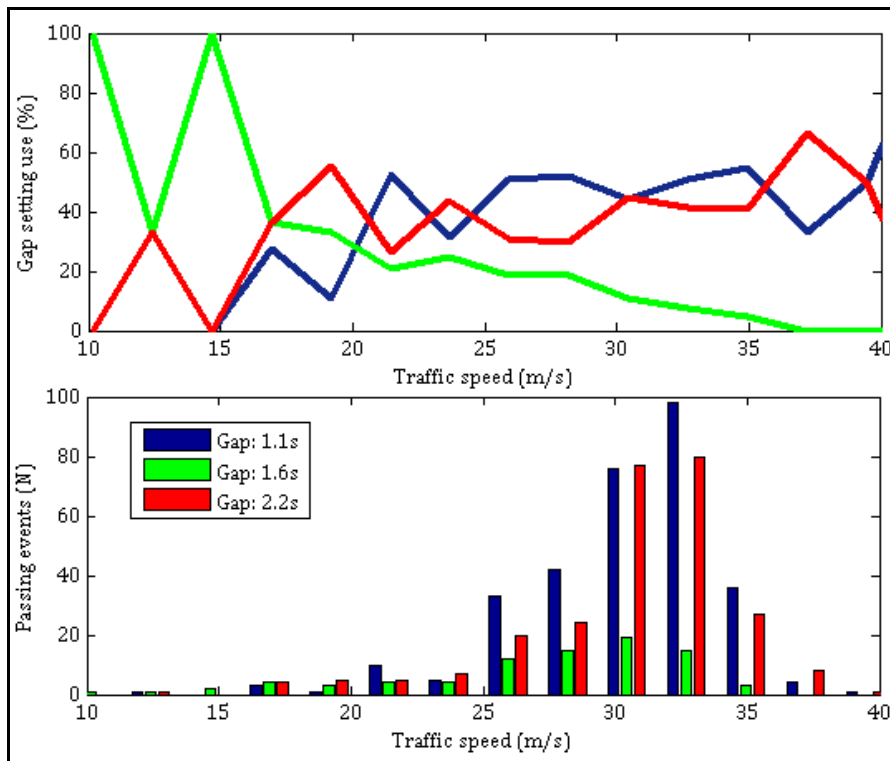 100
80
60
40
20
0
Gap setting use (%)
10 15 20 25 30 35 40
Traffic speed (m/s)
100
80
60
40
20
0
Passing events (N)
Gap: 1.1s
Gap: 1.6s
Gap: 2.2s
10 15 20 25 30 35 40
Traffic speed (m/s)